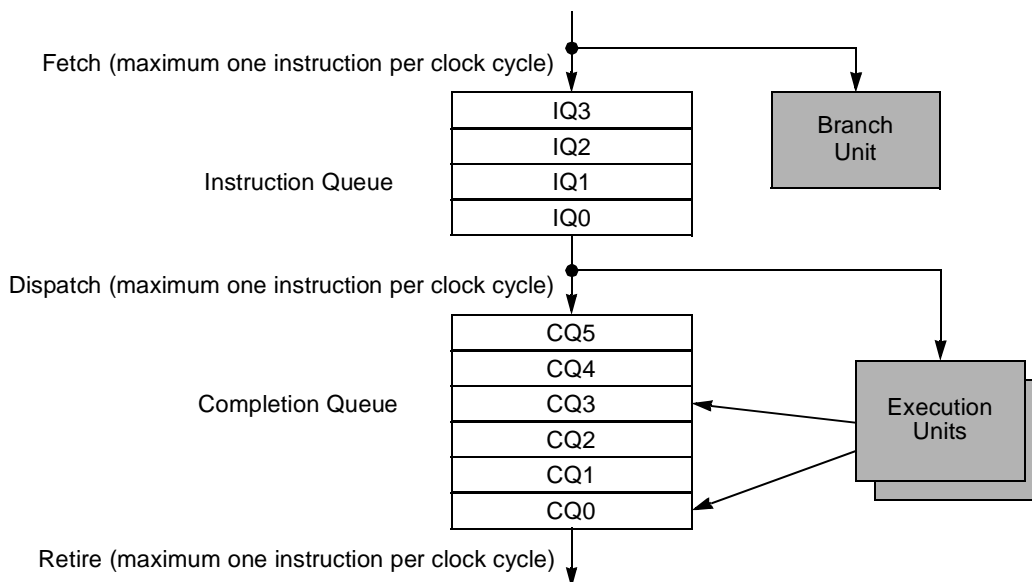 Fetch (maximum one instruction per clock cycle)
IQ3
IQ2
IQ1
IQ0
Branch
Unit
Instruction Queue
Dispatch (maximum one instruction per clock cycle)
CQ5
CQ4
CQ3
CQ2
CQ1
CQ0
Completion Queue
Execution
Units
Retire (maximum one instruction per clock cycle)